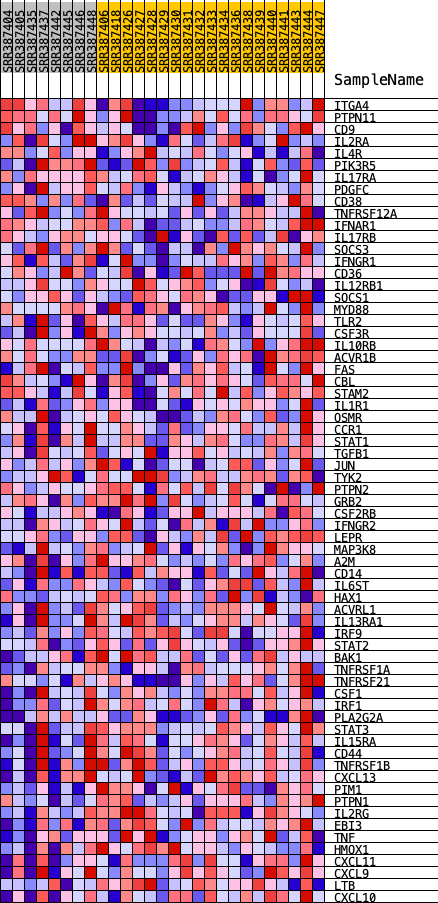 SRR387404
SRR387405
SRR387435
SRR387437
SRR387442
SRR387445
SRR387446
SRR387448
SRR387406
SRR387418
SRR387426
SRR387427
SRR387428
SRR387429
SRR387430
SRR387431
SRR387432
SRR387433
SRR387434
SRR387436
SRR387438
SRR387439
SRR387440
SRR387441
SRR387443
SRR387444
SRR387447
SampleName
ITGA4
PTPN11
CD9
IL2RA
IL4R
PIK3R5
IL17RA
PDGFC
CD38
TNFRSF12A
IFNAR1
IL17RB
SOCS3
IFNGR1
CD36
IL12RB1
SOCS1
MYD88
TLR2
CSF3R
IL10RB
ACVR1B
FAS
CBL
STAM2
IL1R1
OSMR
CCR1
STAT1
TGFB1
JUN
TYK2
PTPN2
GRB2
CSF2RB
IFNGR2
LEPR
MAP3K8
A2M
CD14
IL6ST
HAX1
ACVRL1
IL13RA1
IRF9
STAT2
BAK1
TNFRSF1A
TNFRSF21
CSF1
IRF1
PLA2G2A
STAT3
IL15RA
CD44
TNFRSF1B
CXCL13
PIM1
PTPN1
IL2RG
EBI3
TNF
HMOX1
CXCL11
CXCL9
LTB
CXCL10